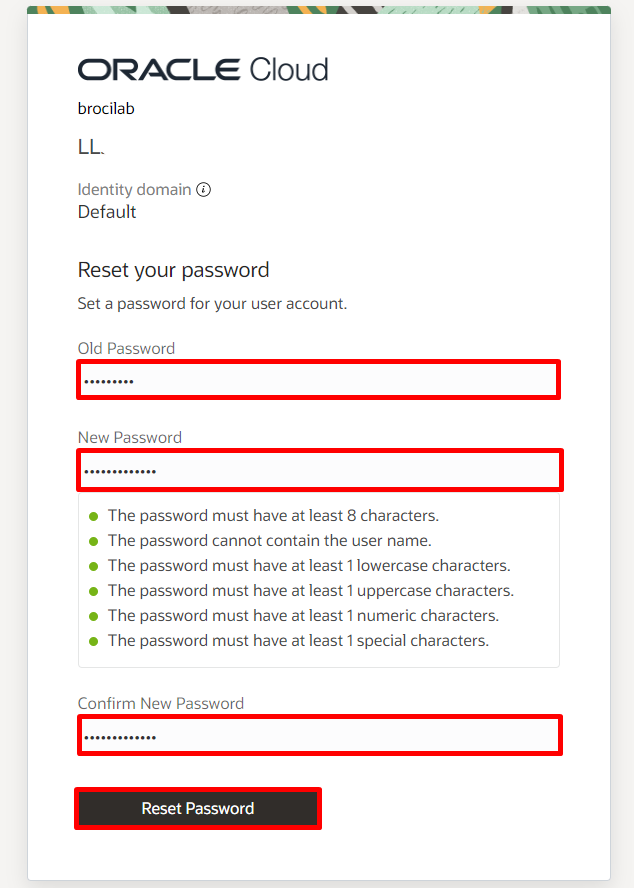 ORACLE Cloud
brocilab
LL
Identity domain
Default
Reset your password
Set a password for your user account.
Old Password
•••••••••
New Password
•••••••••••••
The password must have at least 8 characters.
The password cannot contain the user name.
The password must have at least 1 lowercase characters.
The password must have at least 1 uppercase characters.
The password must have at least 1 numeric characters.
The password must have at least 1 special characters.
Confirm New Password
•••••••••••••
Reset Password